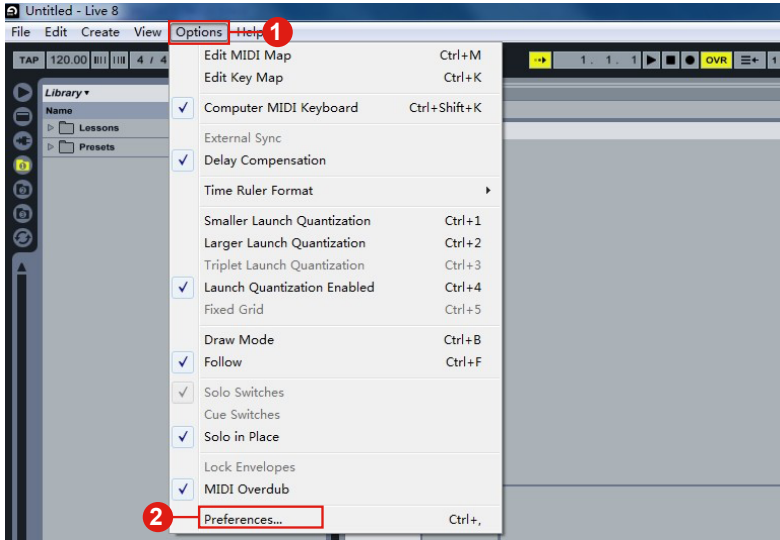 Untitled - Live 8
File Edit Create View Options Help
1
TAP 120.00 4 / 4
1. 1. 1 OVR 1
Library
Name
Lessons
Presets
Edit MIDI Map Ctrl+M
Edit Key Map Ctrl+K
Computer MIDI Keyboard Ctrl+Shift+K
External Sync
Delay Compensation
Time Ruler Format
Smaller Launch Quantization Ctrl+1
Larger Launch Quantization Ctrl+2
Triplet Launch Quantization Ctrl+3
Launch Quantization Enabled Ctrl+4
Fixed Grid Ctrl+5
Draw Mode Ctrl+B
Follow Ctrl+F
Solo Switches
Cue Switches
Solo in Place
Lock Envelopes
MIDI Overdub
2
Preferences... Ctrl+,